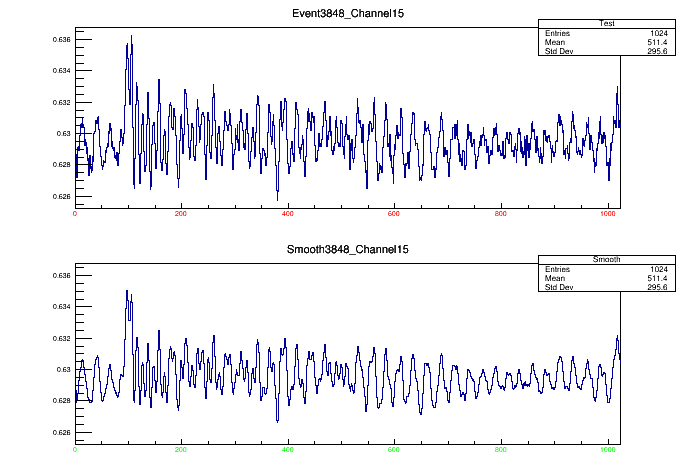 Event3848_Channel15
Test
Entries 1024
Mean 511.4
Std Dev 295.6
0.636
0.634
0.632
0.63
0.628
0.626
0 200 400 600 800 1000
Smooth3848_Channel15
Smooth
Entries 1024
Mean 511.4
Std Dev 295.6
0.636
0.634
0.632
0.63
0.628
0.626
0 200 400 600 800 1000